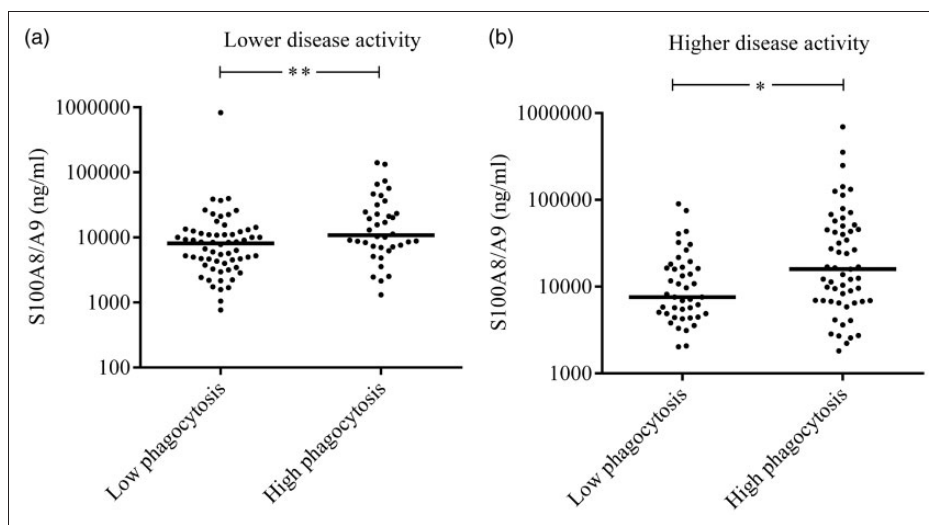 (a)
Lower disease activity
**
S100A8/A9 (ng/ml)
1000000
100000
10000
1000
100
Low phagocytosis
High phagocytosis
(b)
Higher disease activity
*
S100A8/A9 (ng/ml)
1000000
100000
10000
1000
Low phagocytosis
High phagocytosis